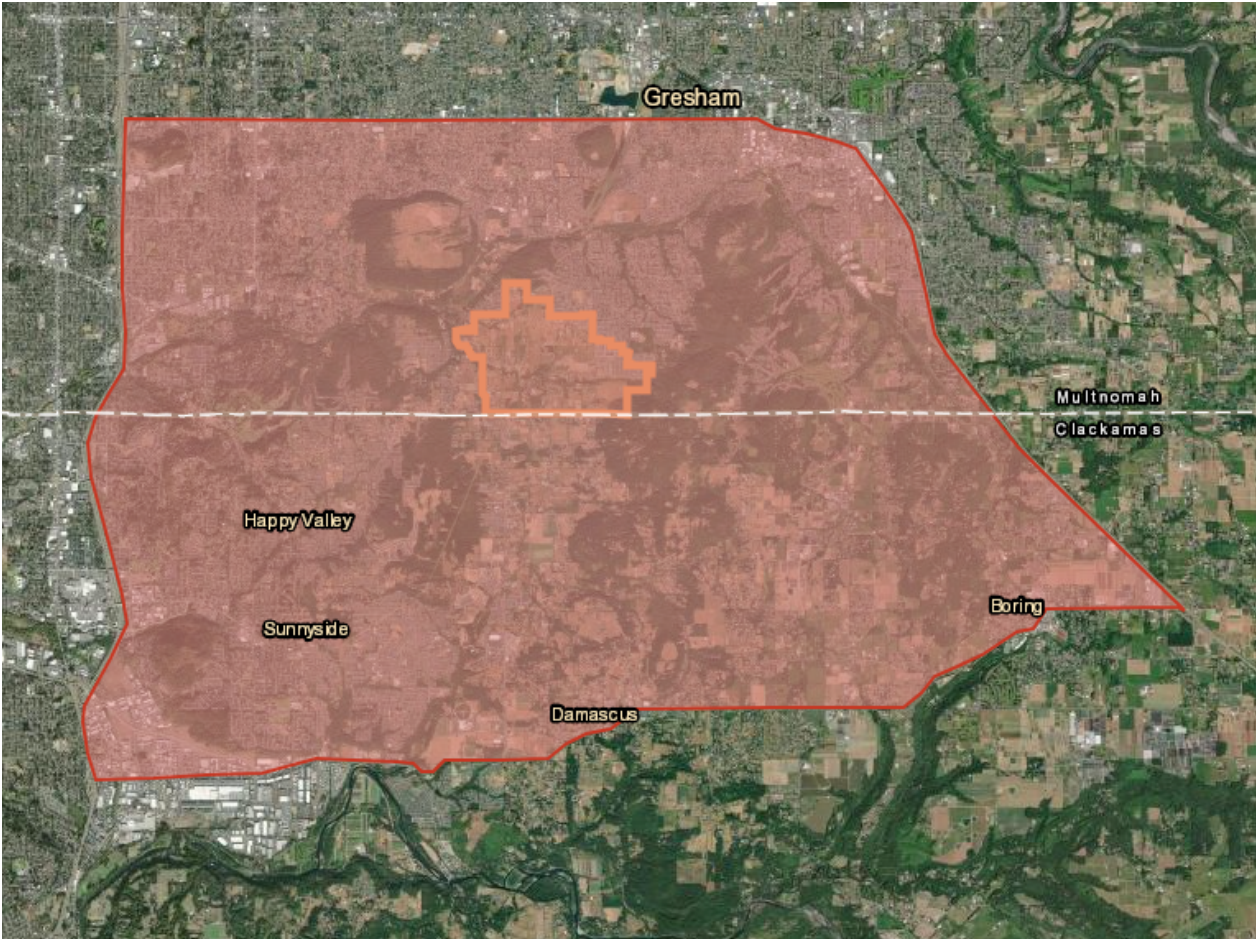 Gresham
Multnomah
Clackamas
Happy Valley
Boring
Sunnyside
Damascus